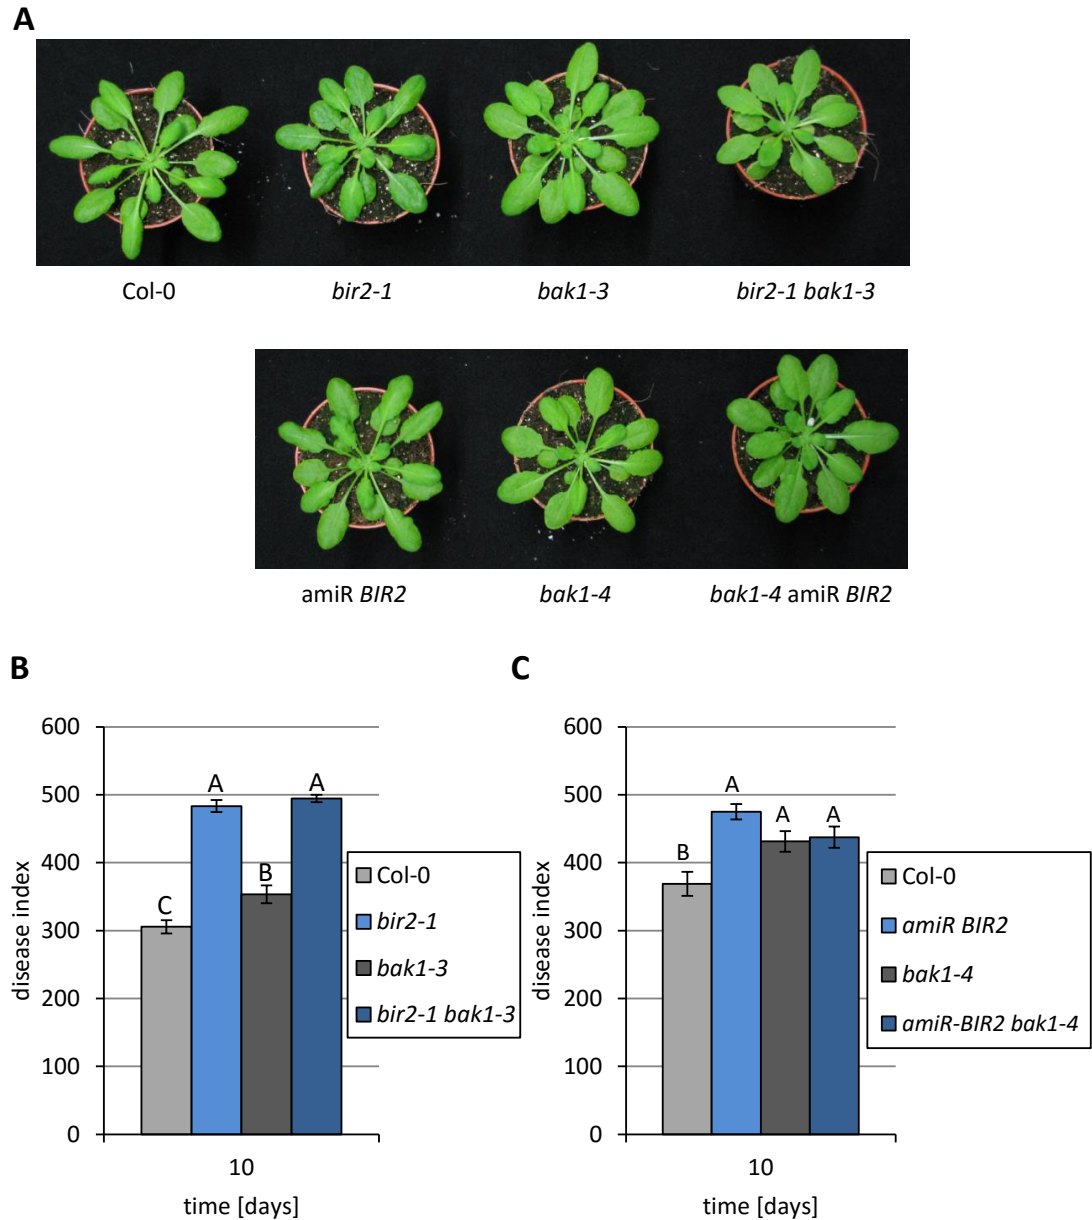 A
Col-0
bir2-1
bak1-3
bir2-1 bak1-3
amiR BIR2
bak1-4
bak1-4 amiR BIR2
B
600
500
400
300
200
100
0
disease index
C
A
B
A
Col-0
bir2-1
bak1-3
bir2-1 bak1-3
10
time [days]
C
600
500
400
300
200
100
0
disease index
B
A
A
A
Col-0
amiR BIR2
bak1-4
amiR-BIR2 bak1-4
10
time [days]